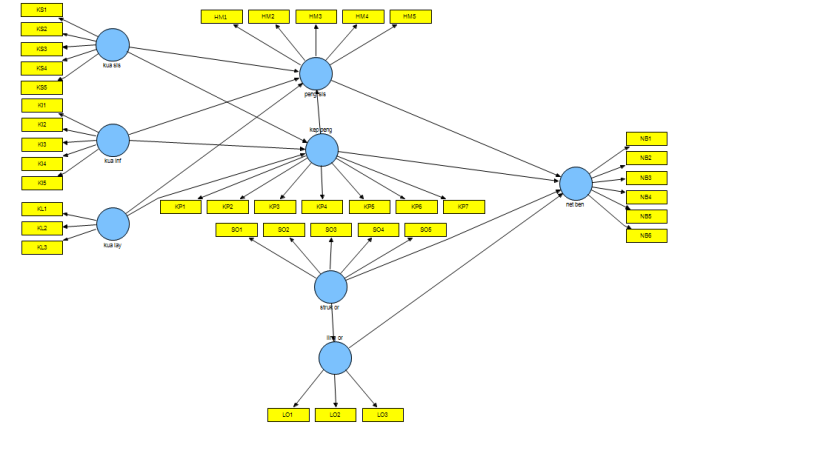 KS1
KS2
KS3
KS4
KS5
kua sis
KI1
KI2
KI3
KI4
KI5
kua inf
KL1
KL2
KL3
kua lay
HM1
HM2
HM3
HM4
HM5
peng sis
kep peng
KP1
KP2
KP3
KP4
KP5
KP6
KP7
SO1
SO2
SO3
SO4
SO5
struk or
ling or
LO1
LO2
LO3
net ben
NB1
NB2
NB3
NB4
NB5
NB6